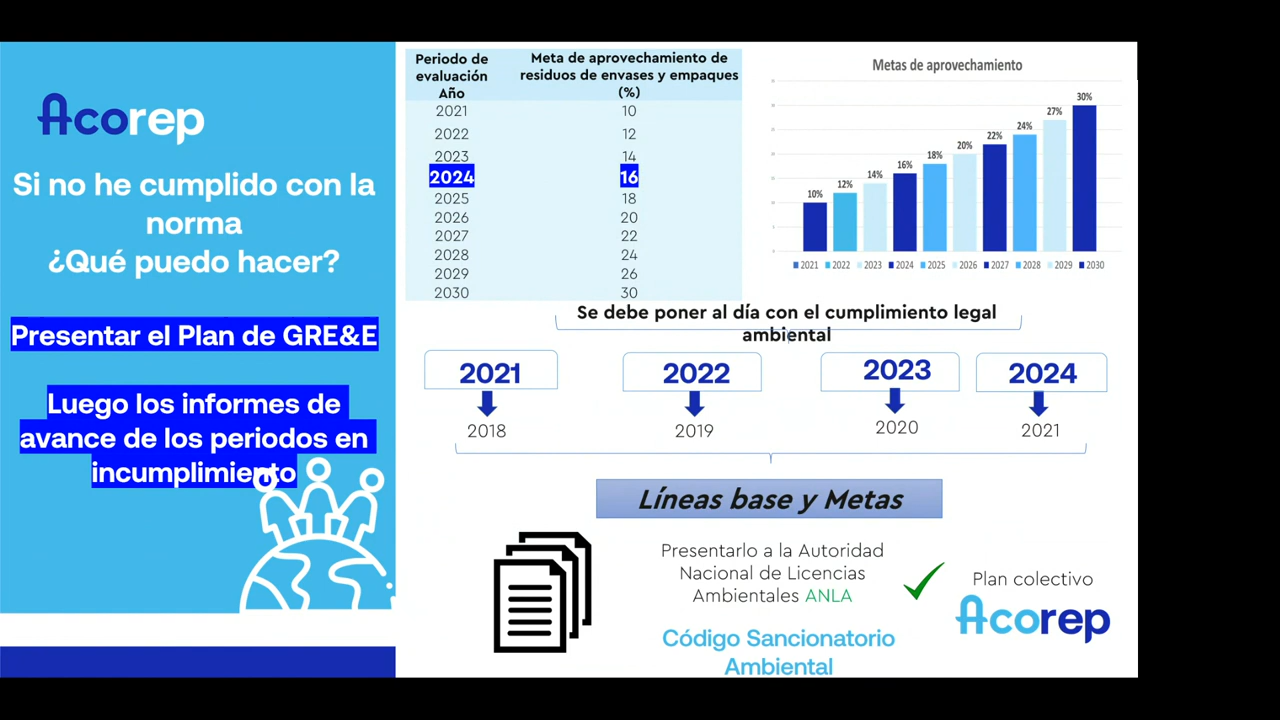 Acorep
Si no he cumplido con la
norma
¿Qué puedo hacer?
Presentar el Plan de GRE&E
Luego los informes de
avance de los periodos en
incumplimiento
Periodo de
evaluación
Año
Meta de aprovechamiento de
residuos de envases y empaques
(%)
2021 10
2022 12
2023 14
2024 16
2025 18
2026 20
2027 22
2028 24
2029 26
2030 30
Metas de aprovechamiento
10% 12% 14% 16% 18% 20% 22% 24% 27% 30%
2021 2022 2023 2024 2025 2026 2027 2028 2029 2030
Se debe poner al día con el cumplimiento legal
ambiental
2021 2022 2023 2024
2018 2019 2020 2021
Líneas base y Metas
Presentarlo a la Autoridad
Nacional de Licencias
Ambientales ANLA
Código Sancionatorio
Ambiental
Plan colectivo
Acorep